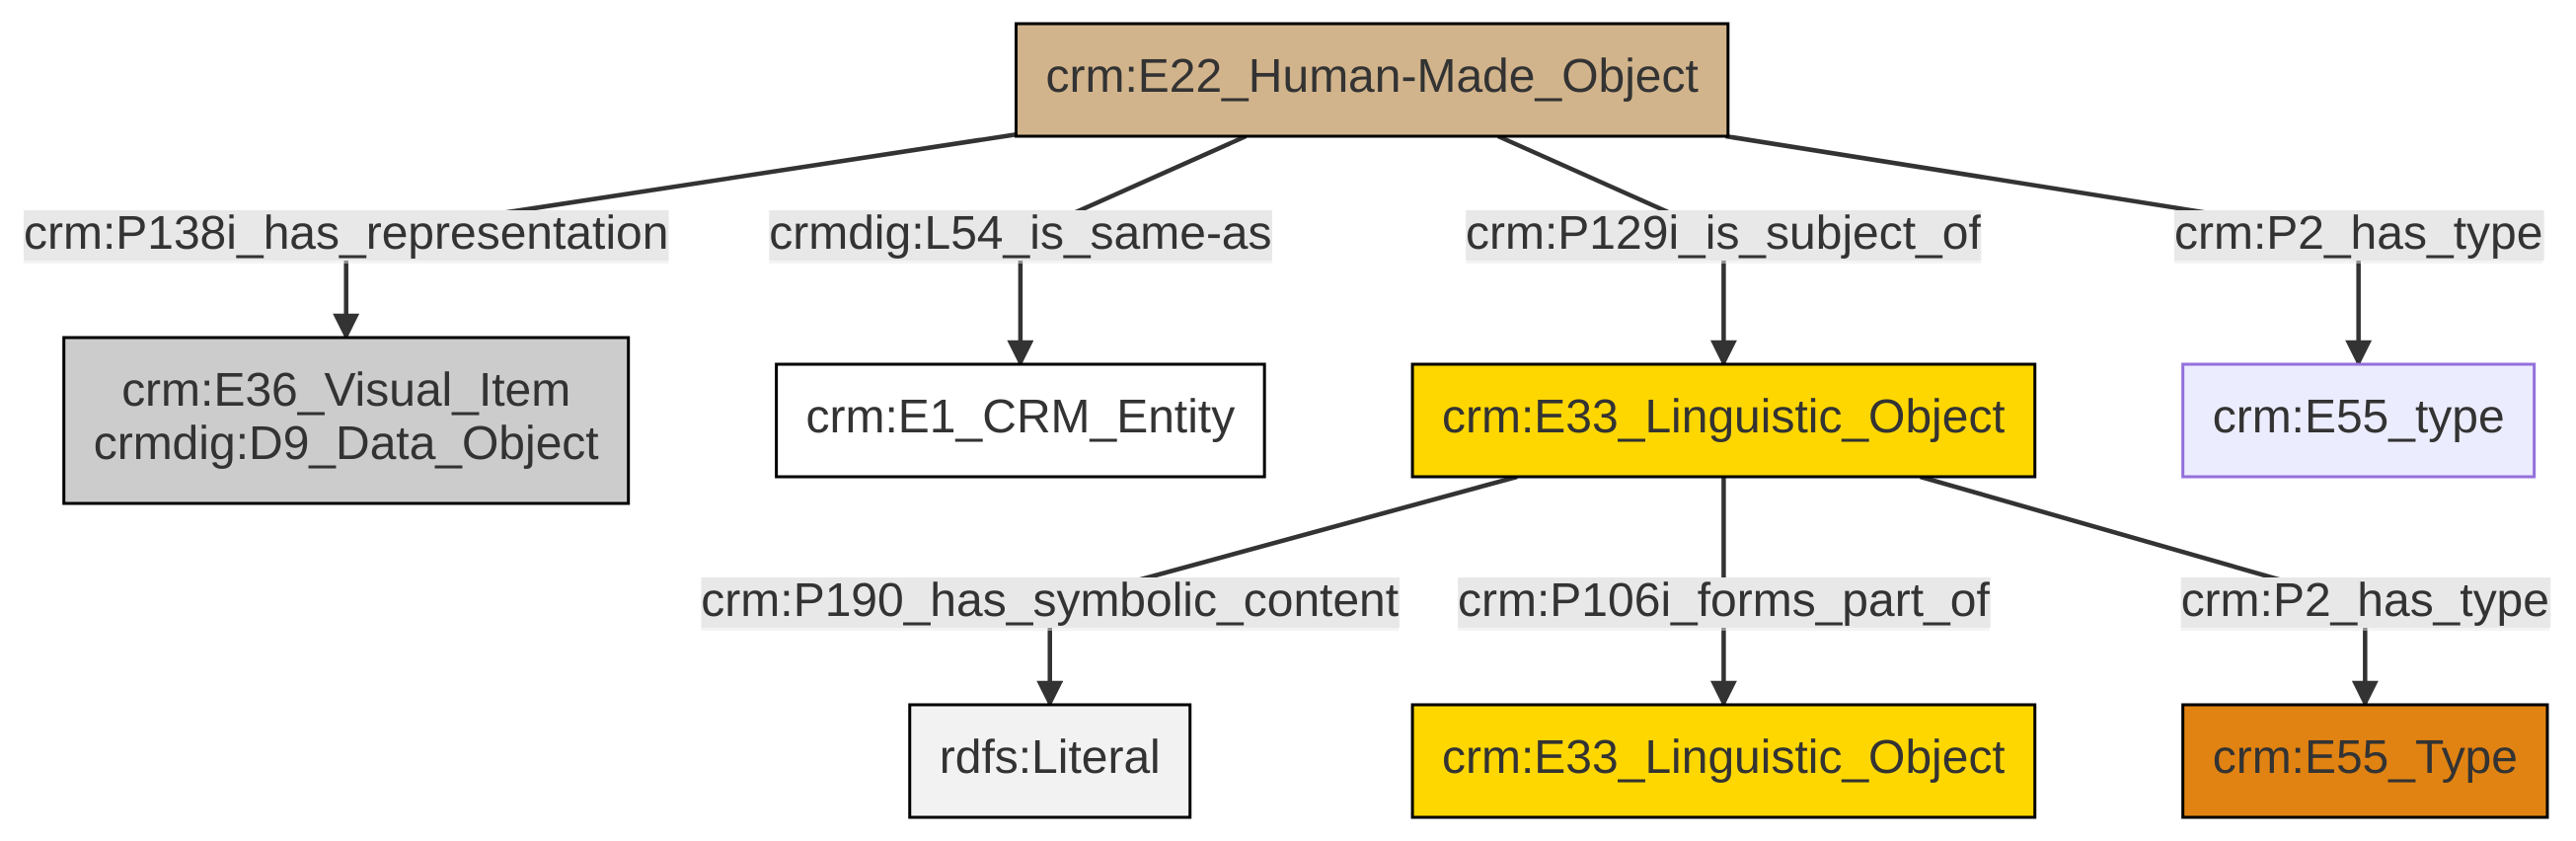 crm:E22_Human-Made_Object
crm:P138i_has_representation
crmdig:L54_is_same-as
crm:P129i_is_subject_of
crm:P2_has_type
crm:E36_Visual_Item
crmdig:D9_Data_Object
crm:E1_CRM_Entity
crm:E33_Linguistic_Object
crm:E55_type
crm:P190_has_symbolic_content
crm:P106i_forms_part_of
crm:P2_has_type
rdfs:Literal
crm:E33_Linguistic_Object
crm:E55_Type